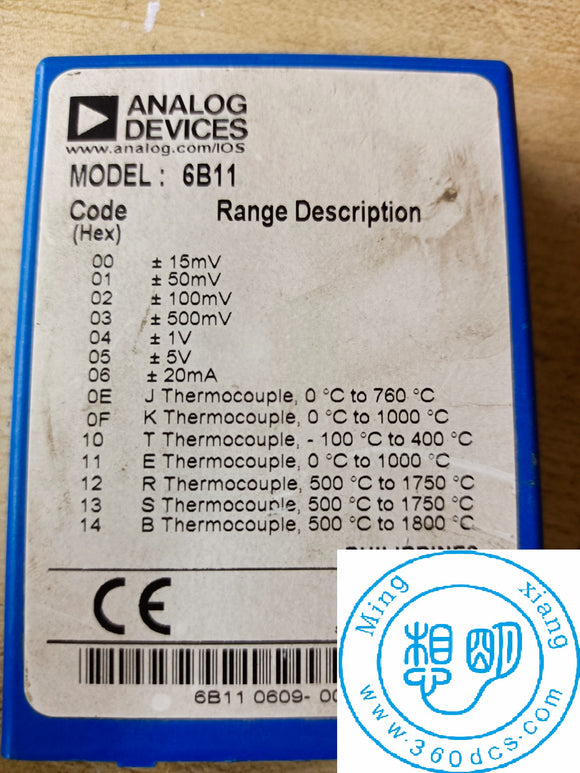 ANALOG
DEVICES
www.analog.com/IOS
MODEL : 6B11
Code Range Description
(Hex)
00 ± 15mV
01 ± 50mV
02 ± 100mV
03 ± 500mV
04 ± 1V
05 ± 5V
06 ± 20mA
0E J Thermocouple, 0 °C to 760 °C
0F K Thermocouple, 0 °C to 1000 °C
10 T Thermocouple, - 100 °C to 400 °C
11 E Thermocouple, 0 °C to 1000 °C
12 R Thermocouple, 500 °C to 1750 °C
13 S Thermocouple, 500 °C to 1750 °C
14 B Thermocouple, 500 °C to 1800 °C
PHILIPPINES
CE
6B11 0609- 00
Ming xiang
想 明
www.360dcs.com